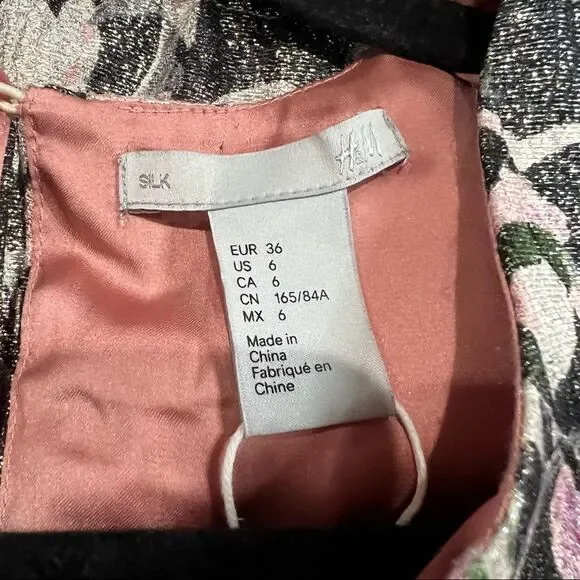 SILK
H&M
EUR 36
US 6
CA 6
CN 165/84A
MX 6
Made in
China
Fabriqué en
Chine